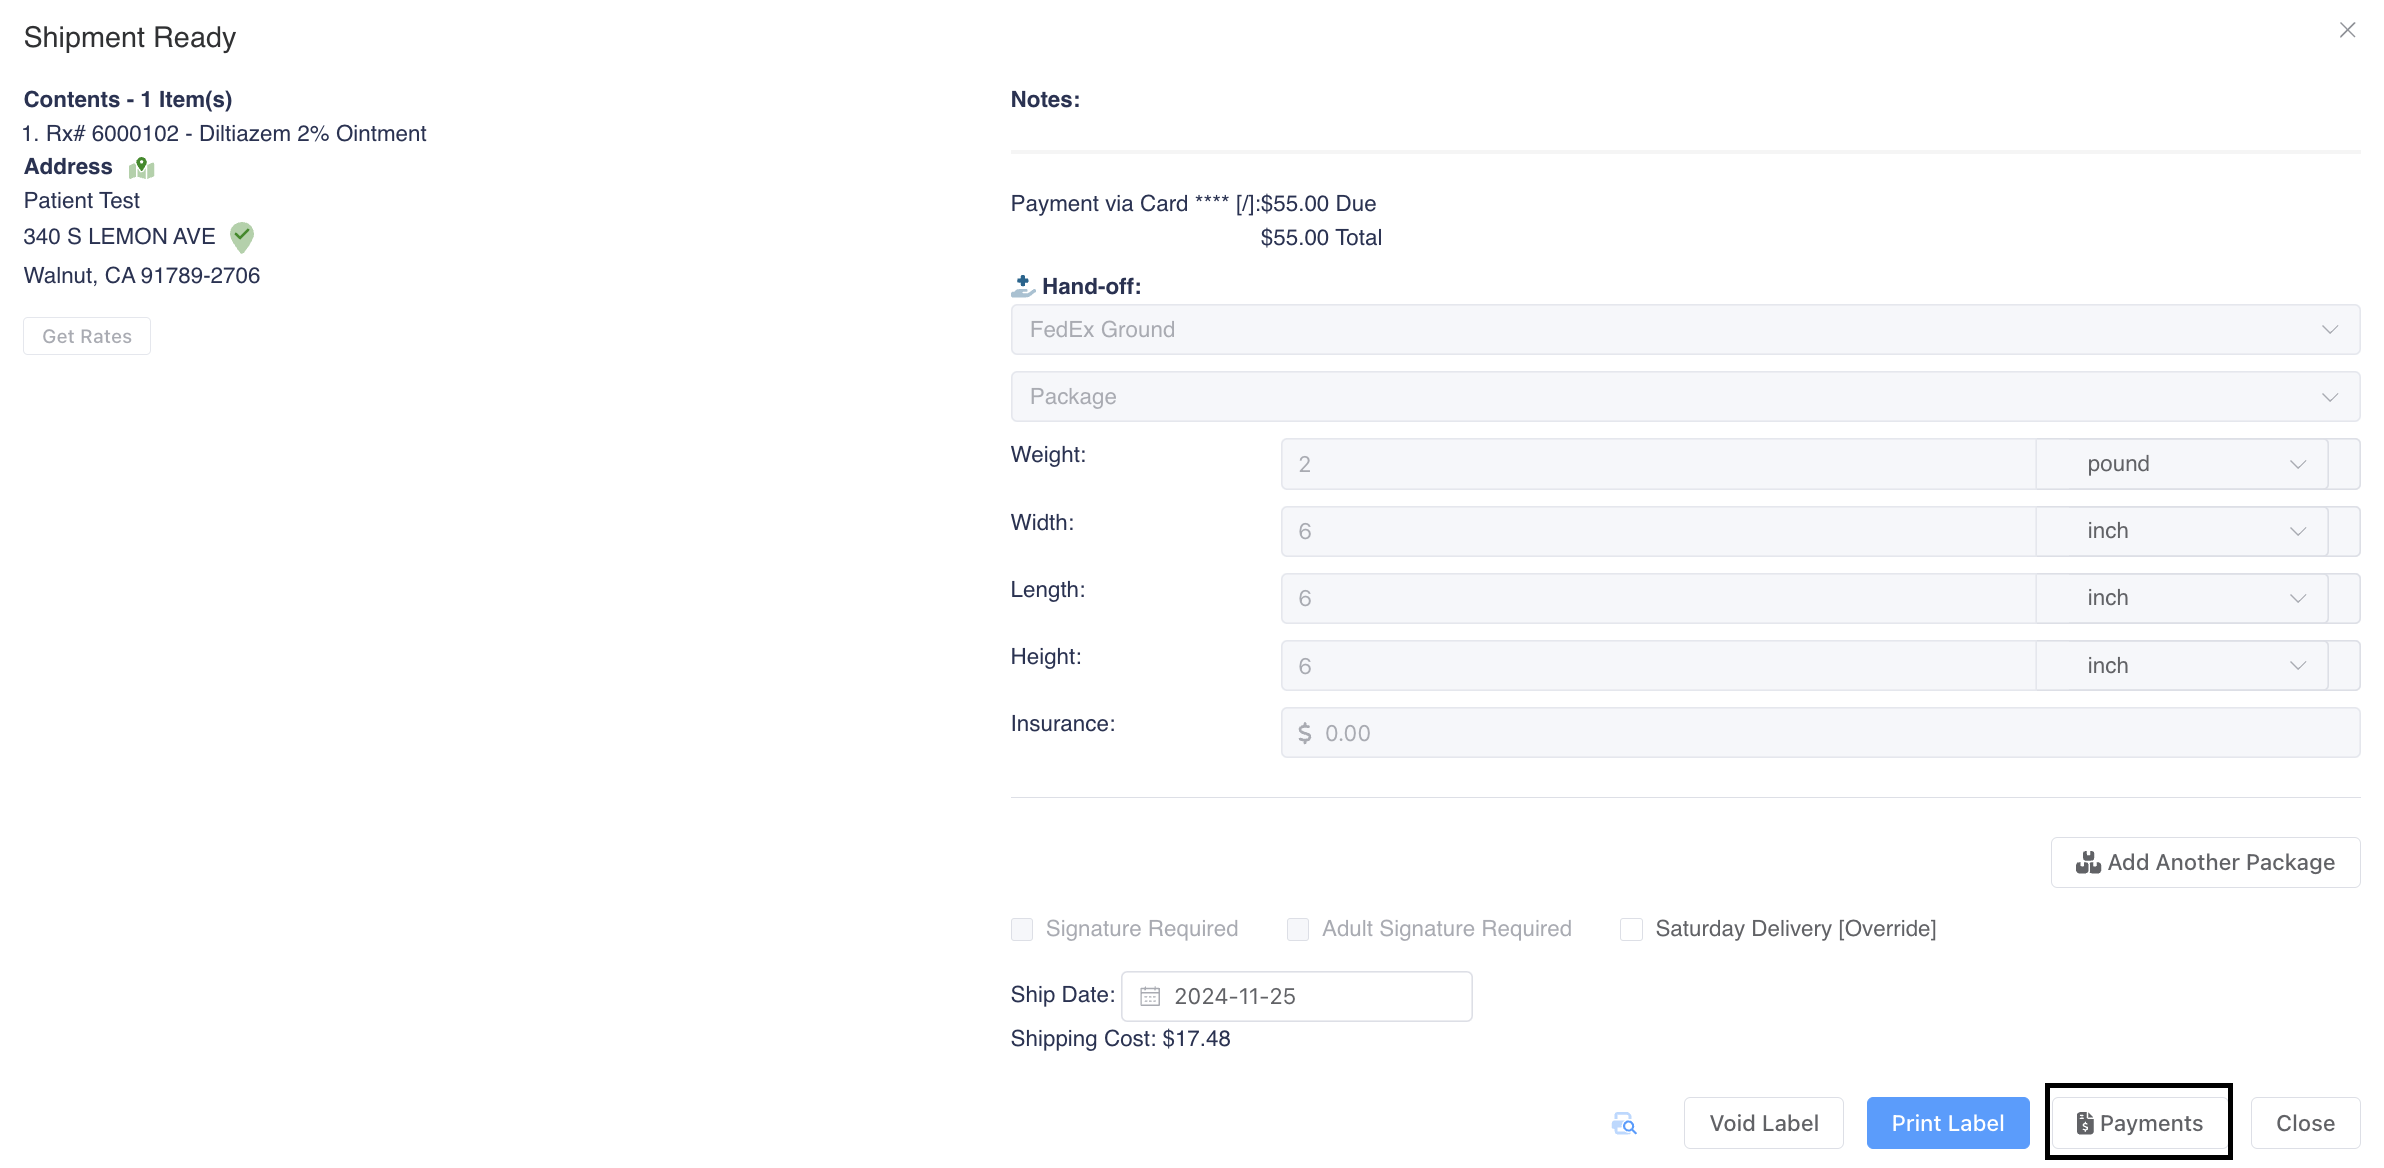 Shipment Ready
Contents - 1 Item(s)
1. Rx# 6000102 - Diltiazem 2% Ointment
Address
Patient Test
340 S LEMON AVE
Walnut, CA 91789-2706
Get Rates
Notes:
Payment via Card **** [/]:$55.00 Due
$55.00 Total
Hand-off:
FedEx Ground
Package
Weight: 2 pound
Width: 6 inch
Length: 6 inch
Height: 6 inch
Insurance: $ 0.00
Add Another Package
Signature Required Adult Signature Required Saturday Delivery [Override]
Ship Date: 2024-11-25
Shipping Cost: $17.48
Void Label Print Label Payments Close